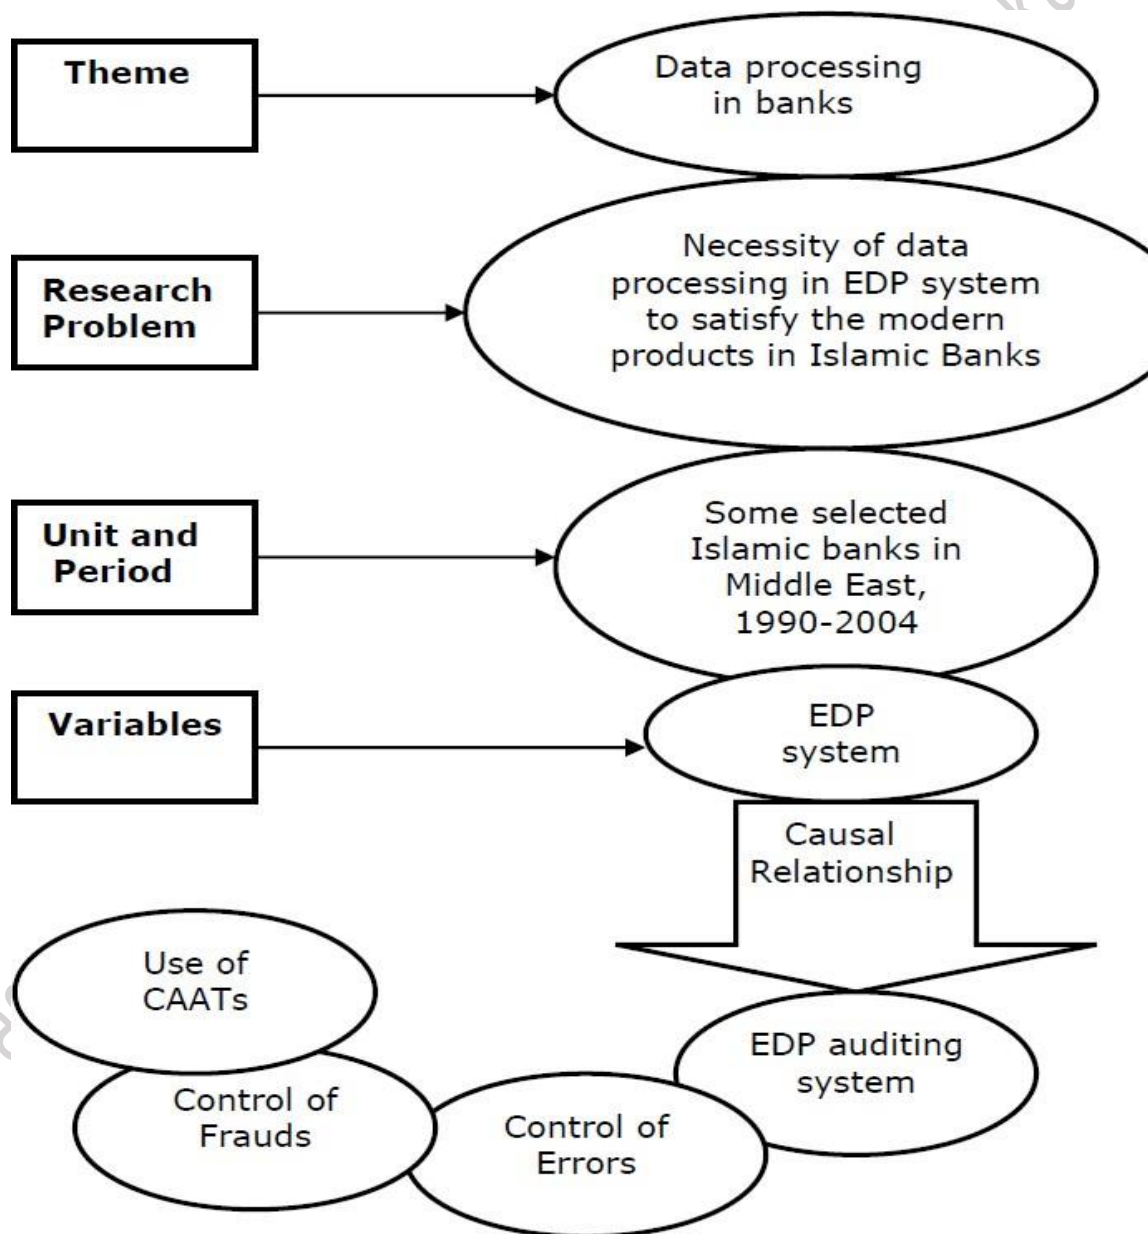 Theme
Data processing
in banks
Research
Problem
Necessity of data
processing in EDP system
to satisfy the modern
products in Islamic Banks
Unit and
Period
Some selected
Islamic banks in
Middle East,
1990-2004
Variables
EDP
system
Causal
Relationship
Use of
CAATs
EDP auditing
system
Control of
Frauds
Control of
Errors